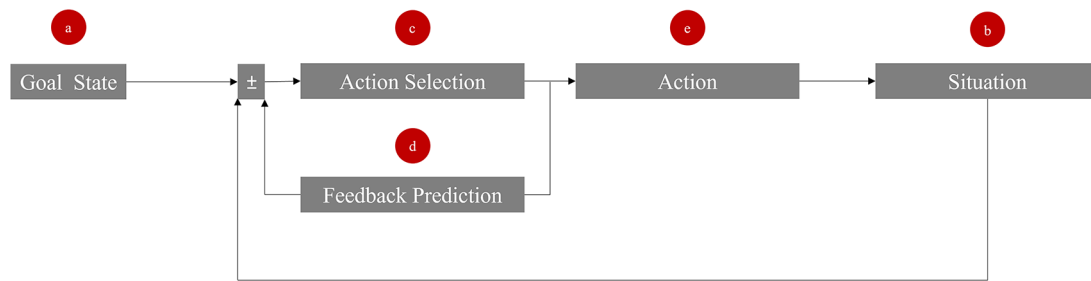 a
c
e
b
Goal State
±
Action Selection
Action
Situation
d
Feedback Prediction